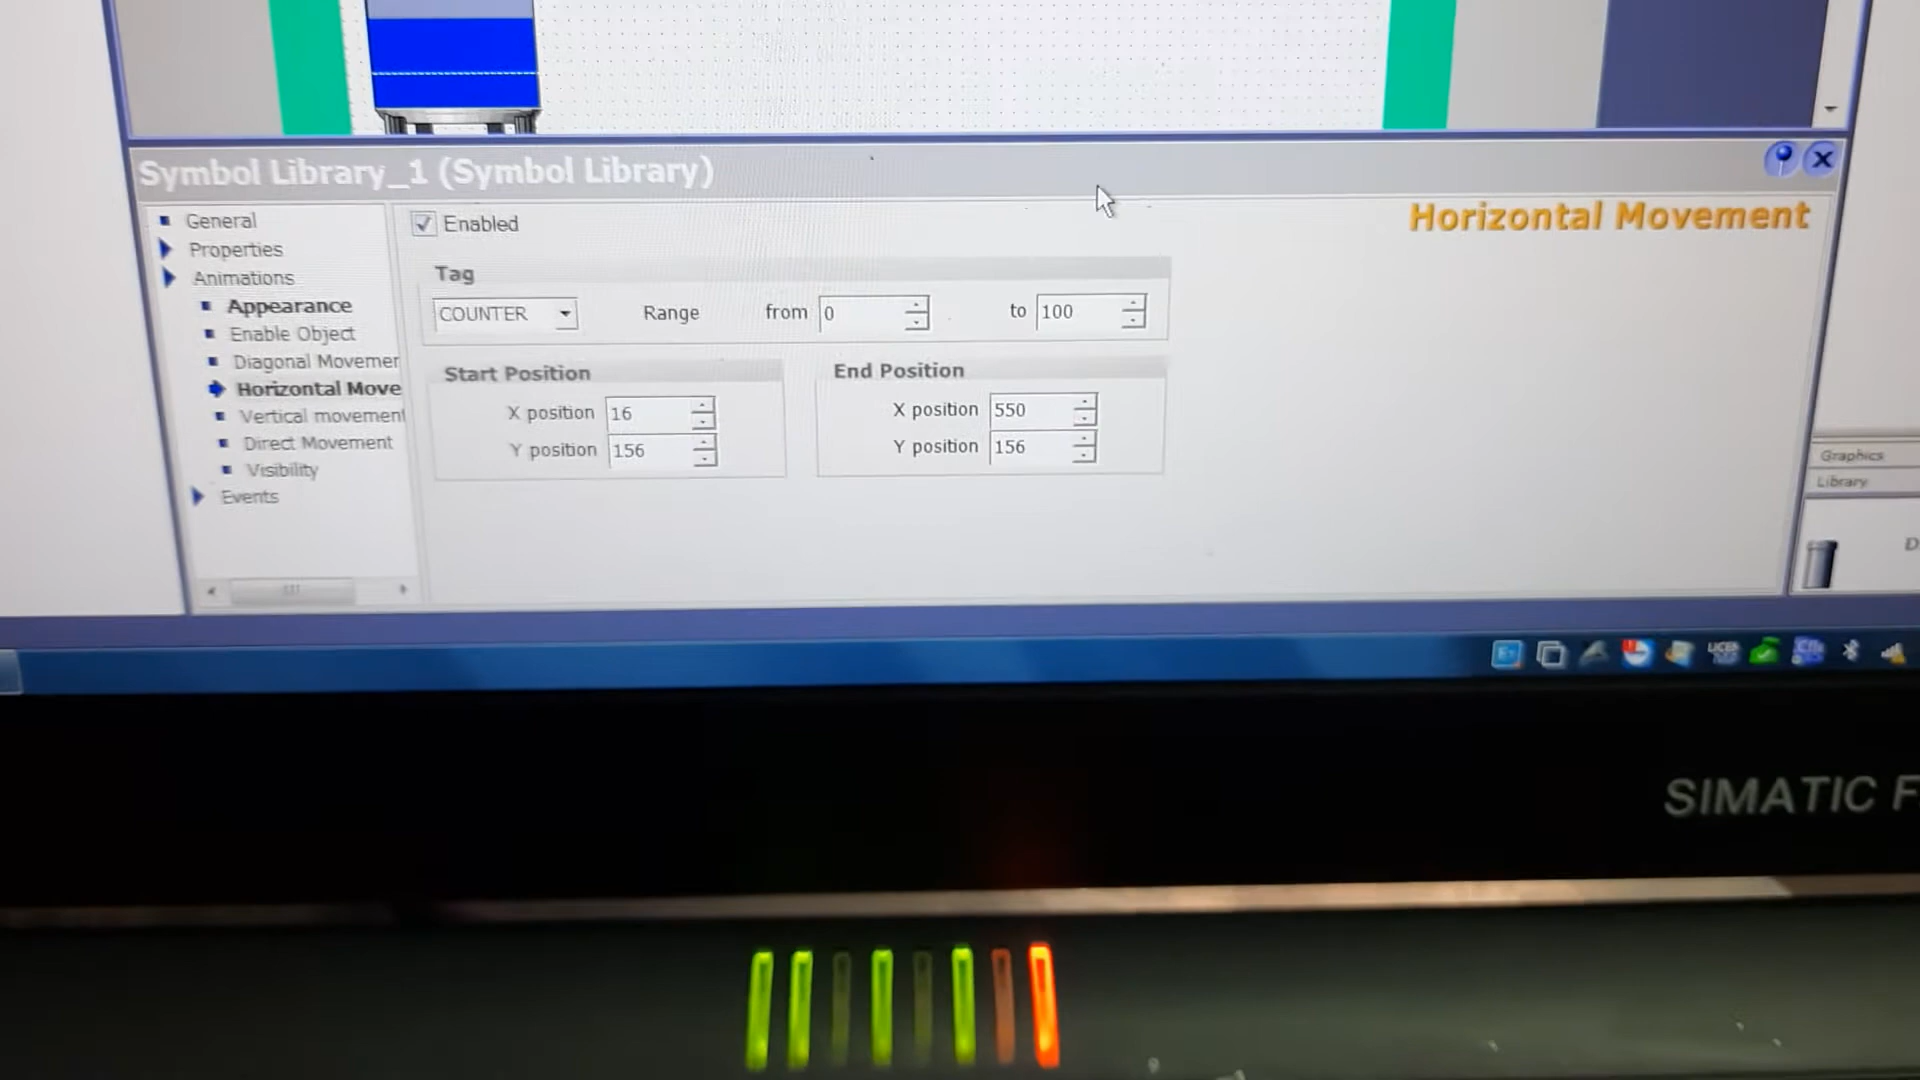 Symbol Library_1 (Symbol Library)
General
Properties
Animations
Appearance
Enable Object
Diagonal Movemer
Horizontal Move
Vertical movement
Direct Movement
Visibility
Events
Enabled
Horizontal Movement
Tag
COUNTER
Range from 0 to 100
Start Position
X position 16
Y position 156
End Position
X position 550
Y position 156
Graphics
Library
D
SIMATIC F